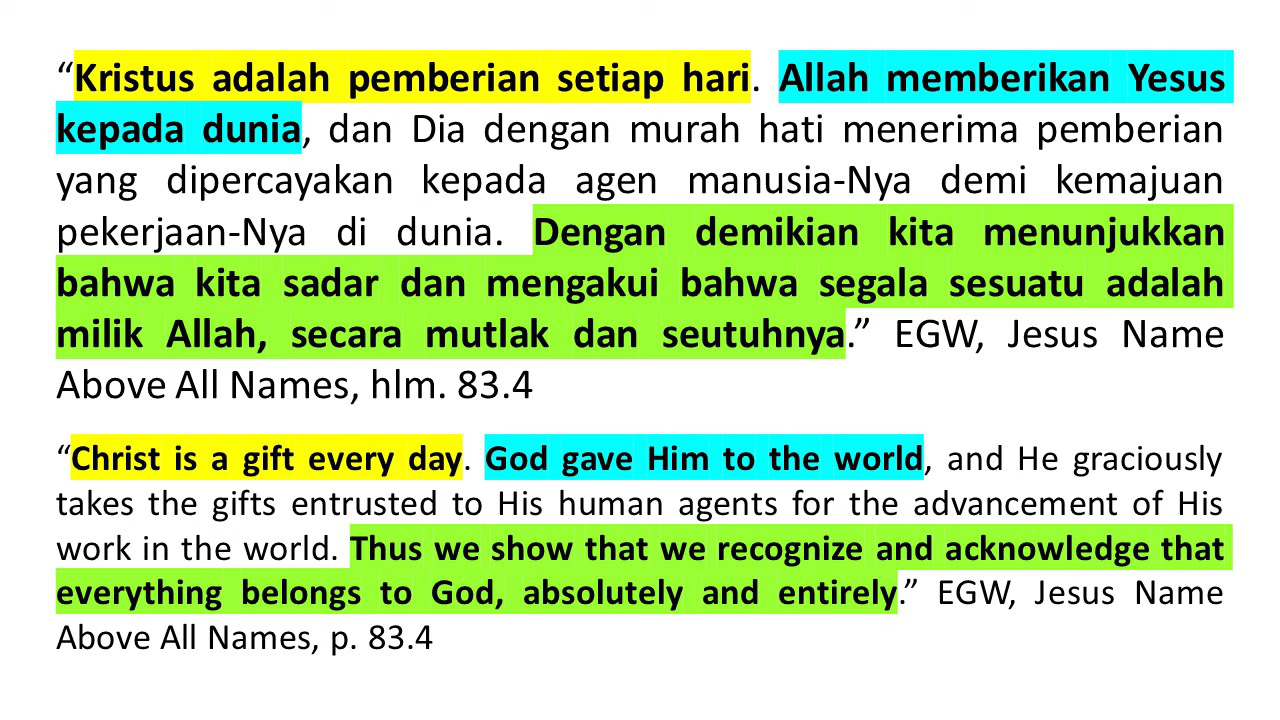 “Kristus adalah pemberian setiap hari. Allah memberikan Yesus
kepada dunia, dan Dia dengan murah hati menerima pemberian
yang dipercayakan kepada agen manusia-Nya demi kemajuan
pekerjaan-Nya di dunia. Dengan demikian kita menunjukkan
bahwa kita sadar dan mengakui bahwa segala sesuatu adalah
milik Allah, secara mutlak dan seutuhnya.” EGW, Jesus Name
Above All Names, hlm. 83.4
“Christ is a gift every day. God gave Him to the world, and He graciously
takes the gifts entrusted to His human agents for the advancement of His
work in the world. Thus we show that we recognize and acknowledge that
everything belongs to God, absolutely and entirely.” EGW, Jesus Name
Above All Names, p. 83.4